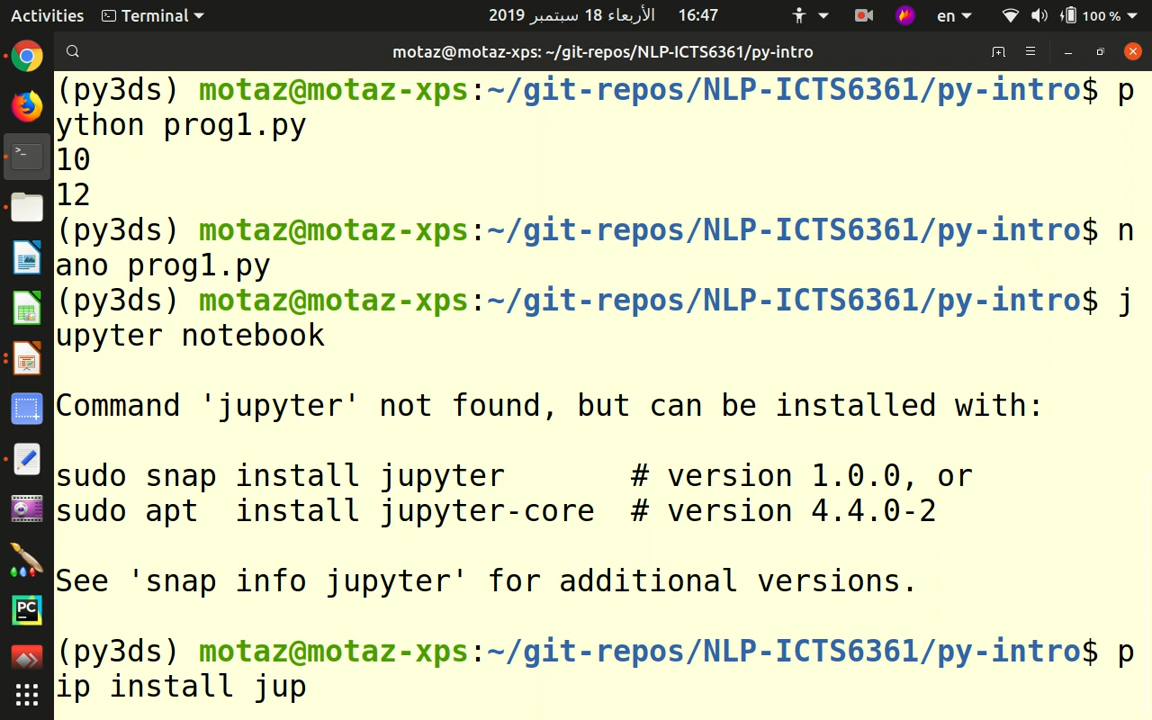 Activities Terminal 2019 الأربعاء 18 سبتمبر 16:47 en 100 %
motaz@motaz-xps: ~/git-repos/NLP-ICTS6361/py-intro
(py3ds) motaz@motaz-xps:~/git-repos/NLP-ICTS6361/py-intro$ p
ython prog1.py
10
12
(py3ds) motaz@motaz-xps:~/git-repos/NLP-ICTS6361/py-intro$ n
ano prog1.py
(py3ds) motaz@motaz-xps:~/git-repos/NLP-ICTS6361/py-intro$ j
upyter notebook
Command 'jupyter' not found, but can be installed with:
sudo snap install jupyter       # version 1.0.0, or
sudo apt  install jupyter-core  # version 4.4.0-2
See 'snap info jupyter' for additional versions.
(py3ds) motaz@motaz-xps:~/git-repos/NLP-ICTS6361/py-intro$ p
ip install jup
PC